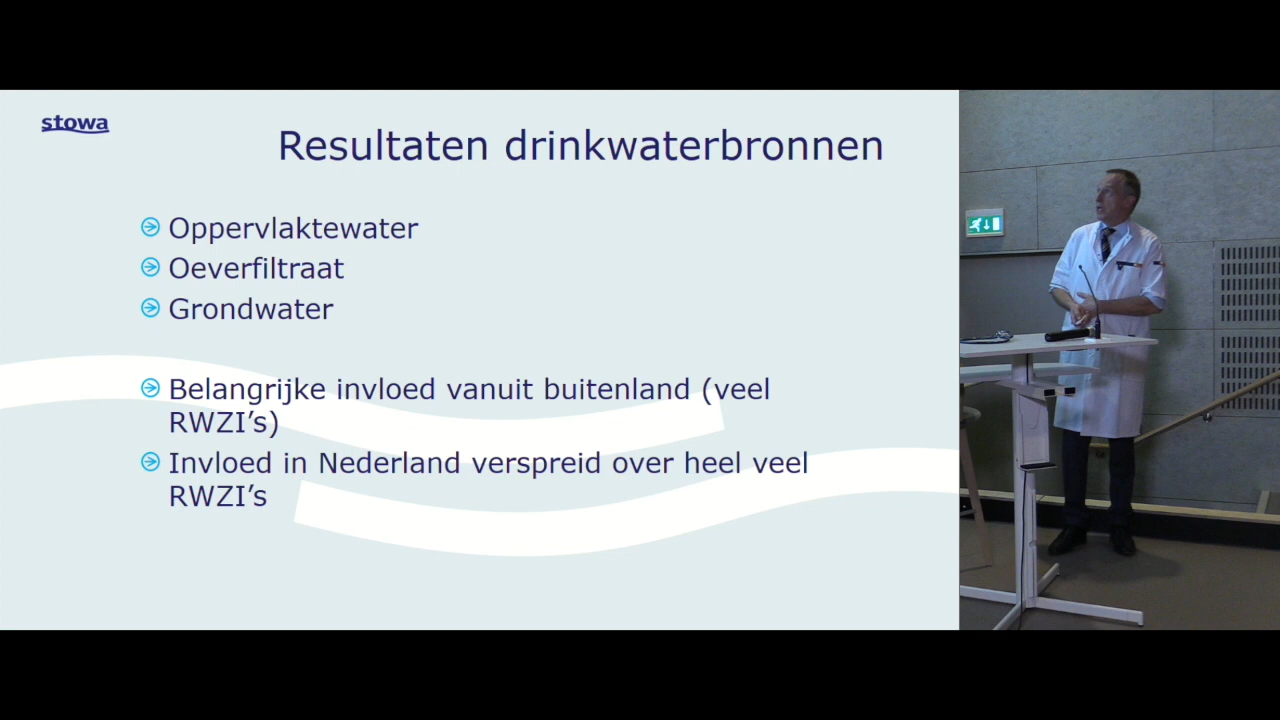 stowa
Resultaten drinkwaterbronnen
Oppervlaktewater
Oeverfiltraat
Grondwater
Belangrijke invloed vanuit buitenland (veel
RWZI’s)
Invloed in Nederland verspreid over heel veel
RWZI’s